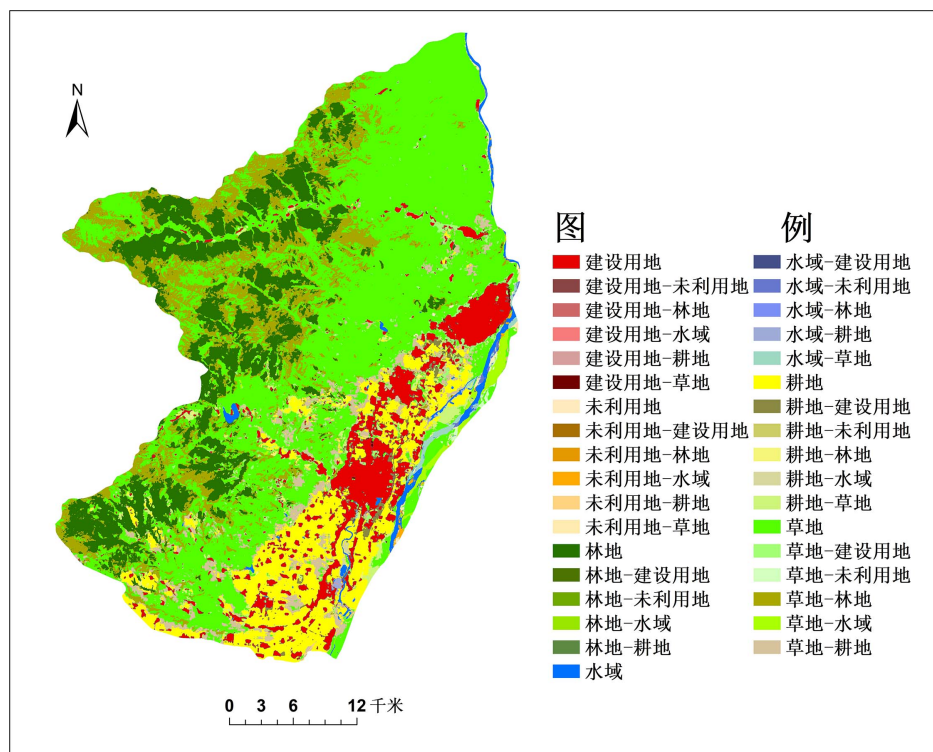 N
图 例
建设用地
建设用地-未利用地
建设用地-林地
建设用地-水域
建设用地-耕地
建设用地-草地
未利用地
未利用地-建设用地
未利用地-林地
未利用地-水域
未利用地-耕地
未利用地-草地
林地
林地-建设用地
林地-未利用地
林地-水域
林地-耕地
水域
水域-建设用地
水域-未利用地
水域-林地
水域-耕地
水域-草地
耕地
耕地-建设用地
耕地-未利用地
耕地-林地
耕地-水域
耕地-草地
草地
草地-建设用地
草地-未利用地
草地-林地
草地-水域
草地-耕地
0 3 6 12 千米